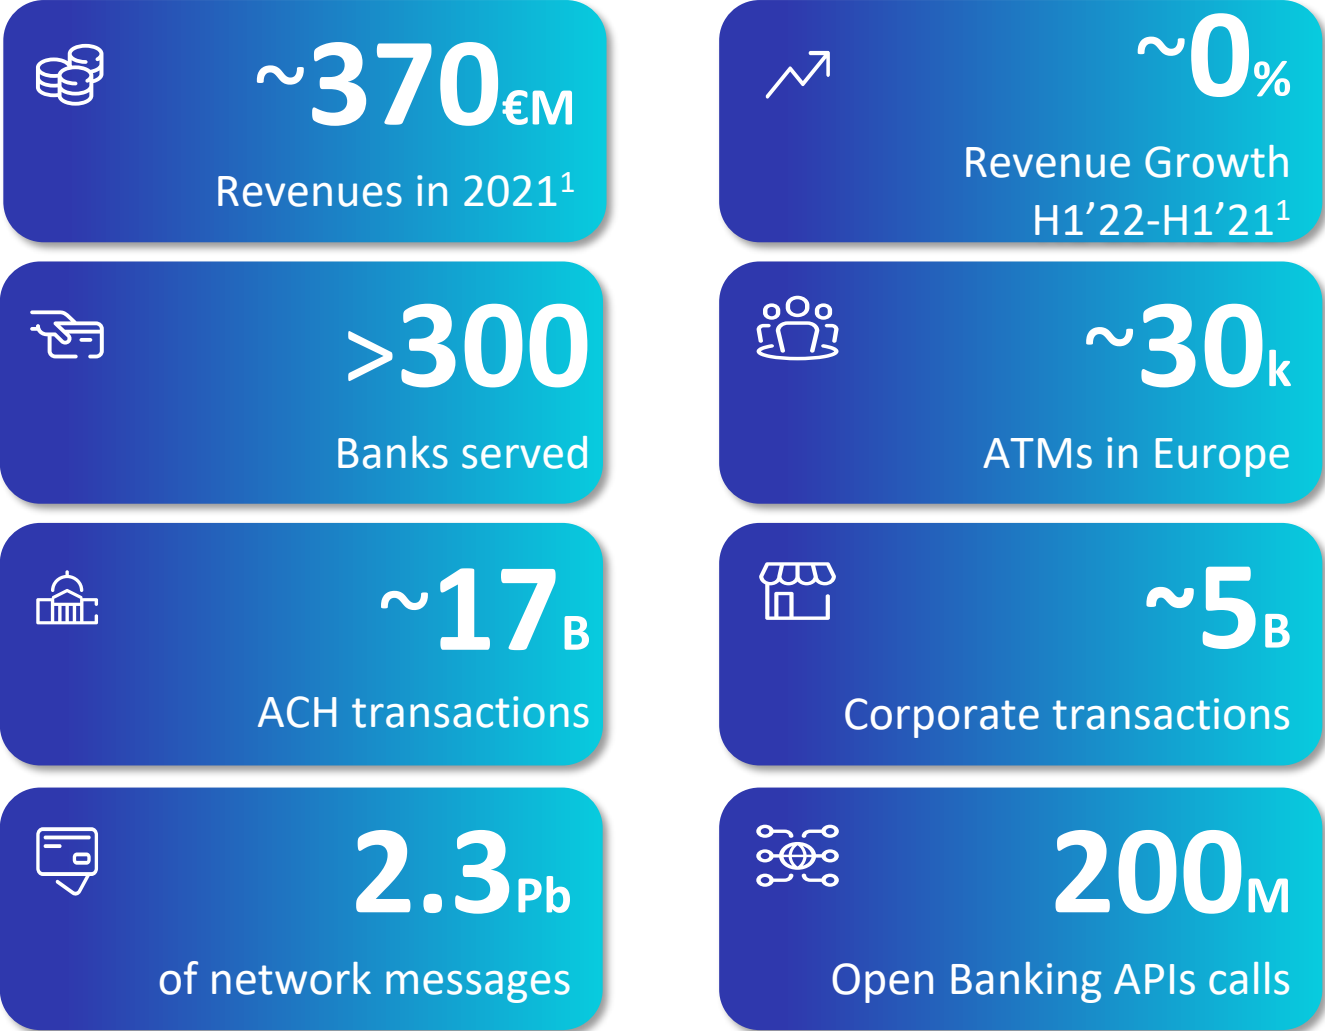 ~370€M
Revenues in 2021¹
~0%
Revenue Growth
H1’22-H1’21¹
>300
Banks served
~30k
ATMs in Europe
~17B
ACH transactions
~5B
Corporate transactions
2.3Pb
of network messages
200M
Open Banking APIs calls